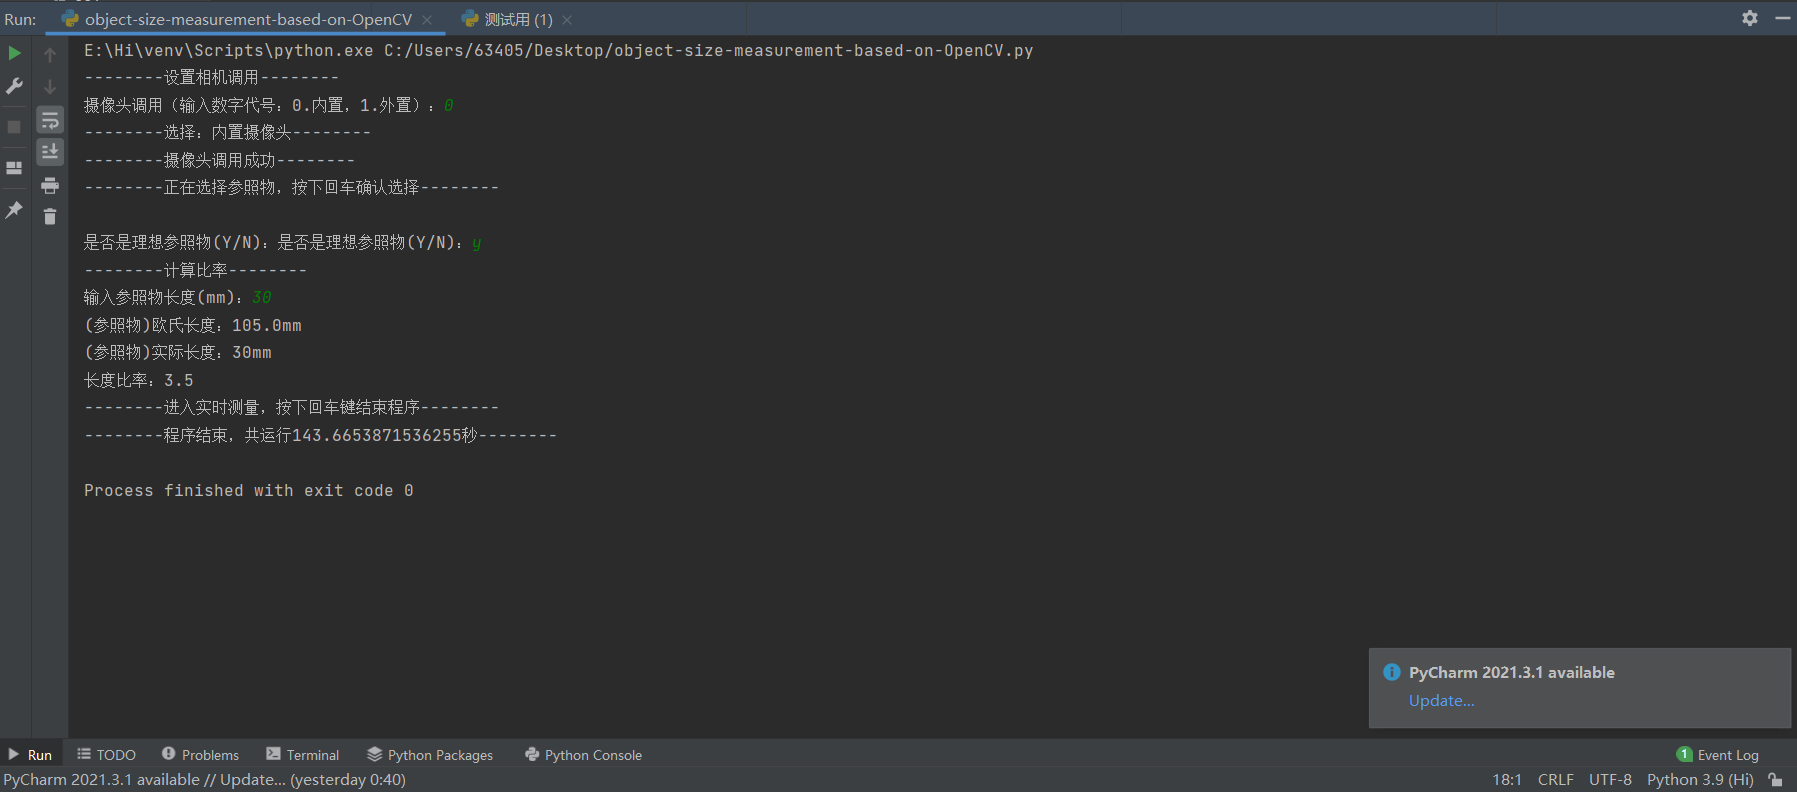 Run: object-size-measurement-based-on-OpenCV 测试用 (1)
E:\Hi\venv\Scripts\python.exe C:/Users/63405/Desktop/object-size-measurement-based-on-OpenCV.py
--------设置相机调用--------
摄像头调用（输入数字代号：0.内置，1.外置）：0
--------选择：内置摄像头--------
--------摄像头调用成功--------
--------正在选择参照物，按下回车确认选择--------
是否是理想参照物(Y/N)：是否是理想参照物(Y/N)：y
--------计算比率--------
输入参照物长度(mm)：30
(参照物)欧氏长度：105.0mm
(参照物)实际长度：30mm
长度比率：3.5
--------进入实时测量，按下回车键结束程序--------
--------程序结束，共运行143.6653871536255秒--------
Process finished with exit code 0
PyCharm 2021.3.1 available
Update...
Run TODO Problems Terminal Python Packages Python Console 1 Event Log
PyCharm 2021.3.1 available // Update... (yesterday 0:40) 18:1 CRLF UTF-8 Python 3.9 (Hi)